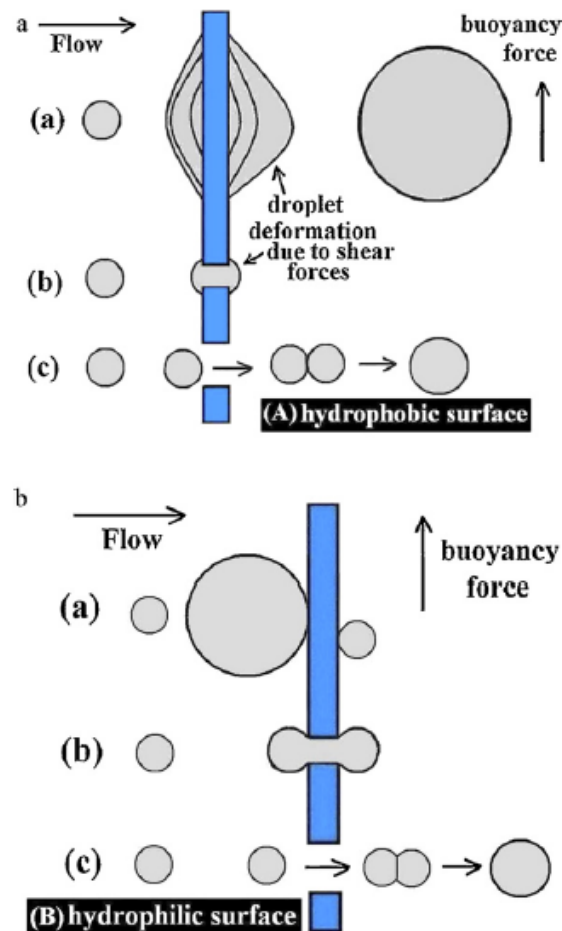 a
Flow
buoyancy
force
(a)
droplet
deformation
due to shear
forces
(b)
(c)
(A) hydrophobic surface
b
Flow
buoyancy
force
(a)
(b)
(c)
(B) hydrophilic surface